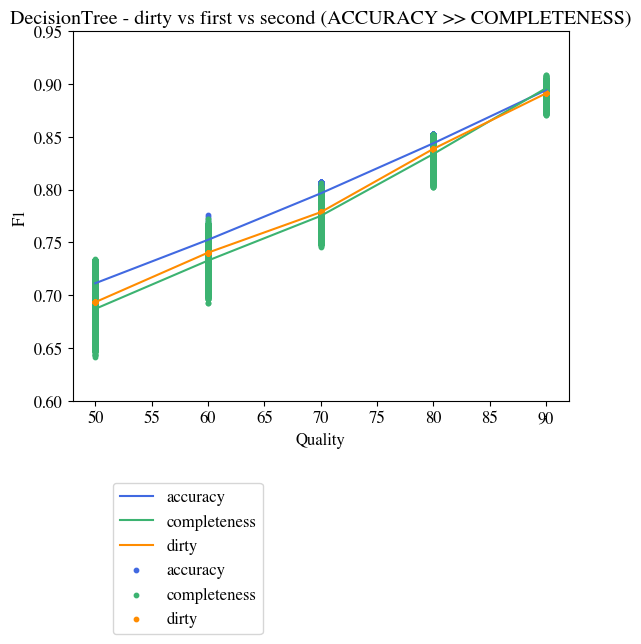 DecisionTree - dirty vs first vs second (ACCURACY >> COMPLETENESS)
0.95
0.90
0.85
0.80
0.75
0.70
0.65
0.60
F1
50 55 60 65 70 75 80 85 90
Quality
accuracy
completeness
dirty
accuracy
completeness
dirty